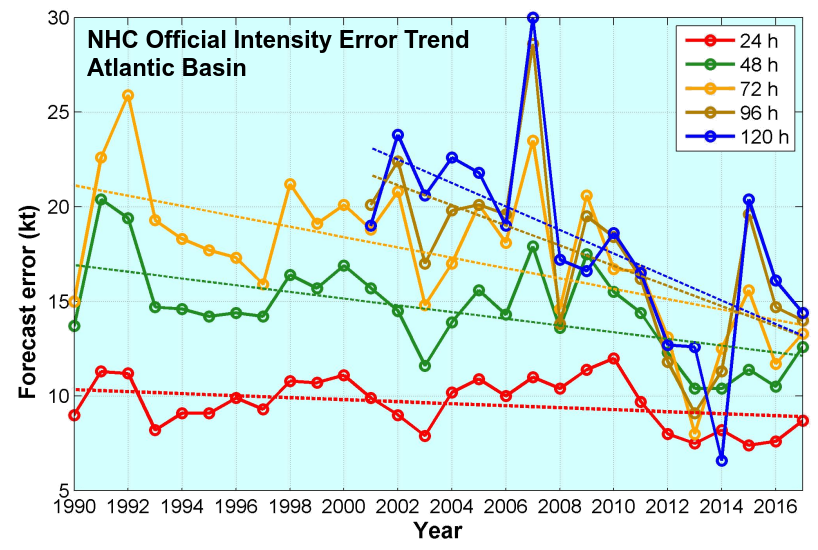 NHC Official Intensity Error Trend
Atlantic Basin
24 h
48 h
72 h
96 h
120 h
Forecast error (kt)
30
25
20
15
10
5
1990 1992 1994 1996 1998 2000 2002 2004 2006 2008 2010 2012 2014 2016
Year